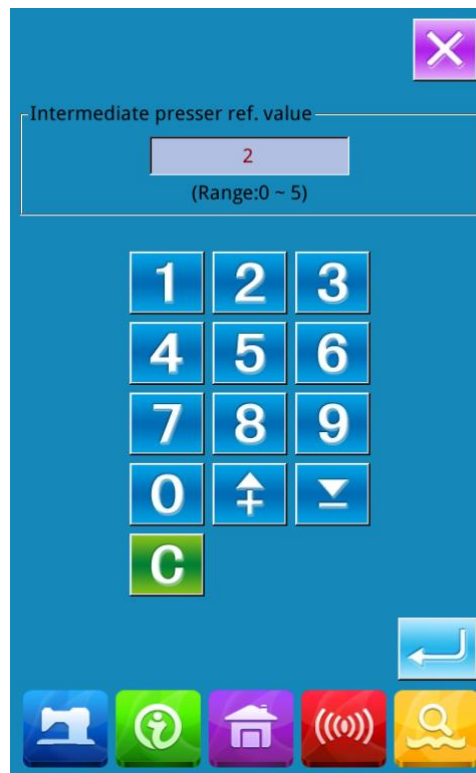 Intermediate presser ref. value
2
(Range:0 ~ 5)
1 2 3
4 5 6
7 8 9
0
C